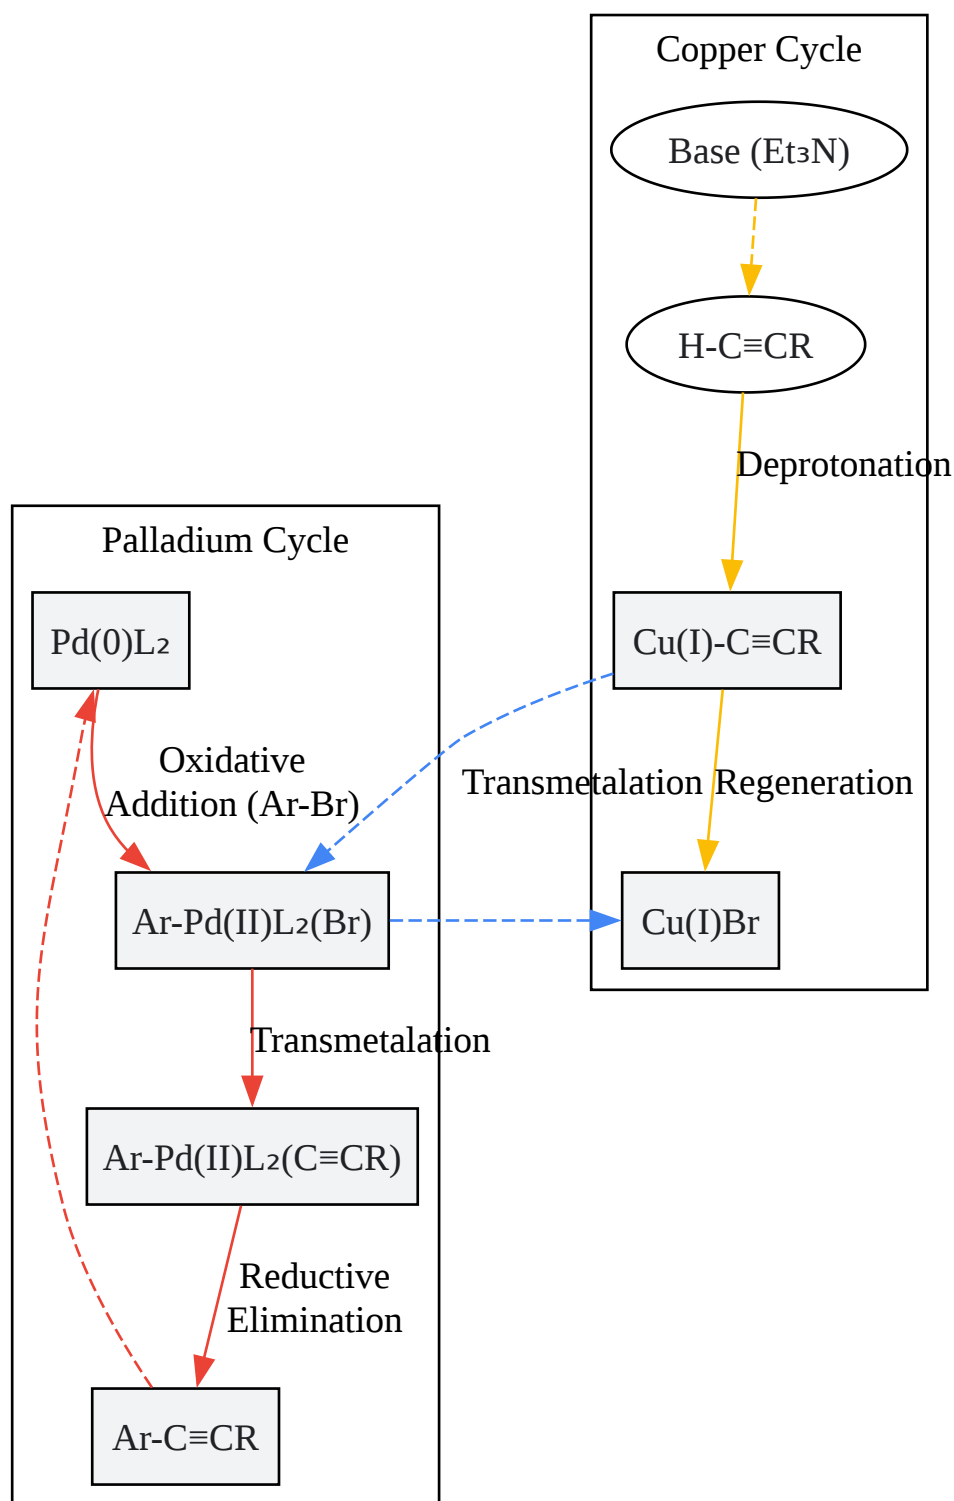 Copper Cycle
Base (Et₃N)
H-C≡CR
Deprotonation
Palladium Cycle
Pd(0)L₂
Cu(I)-C≡CR
Oxidative
Addition (Ar-Br)
Transmetalation
Regeneration
Ar-Pd(II)L₂(Br)
Cu(I)Br
Transmetalation
Ar-Pd(II)L₂(C≡CR)
Reductive
Elimination
Ar-C≡CR